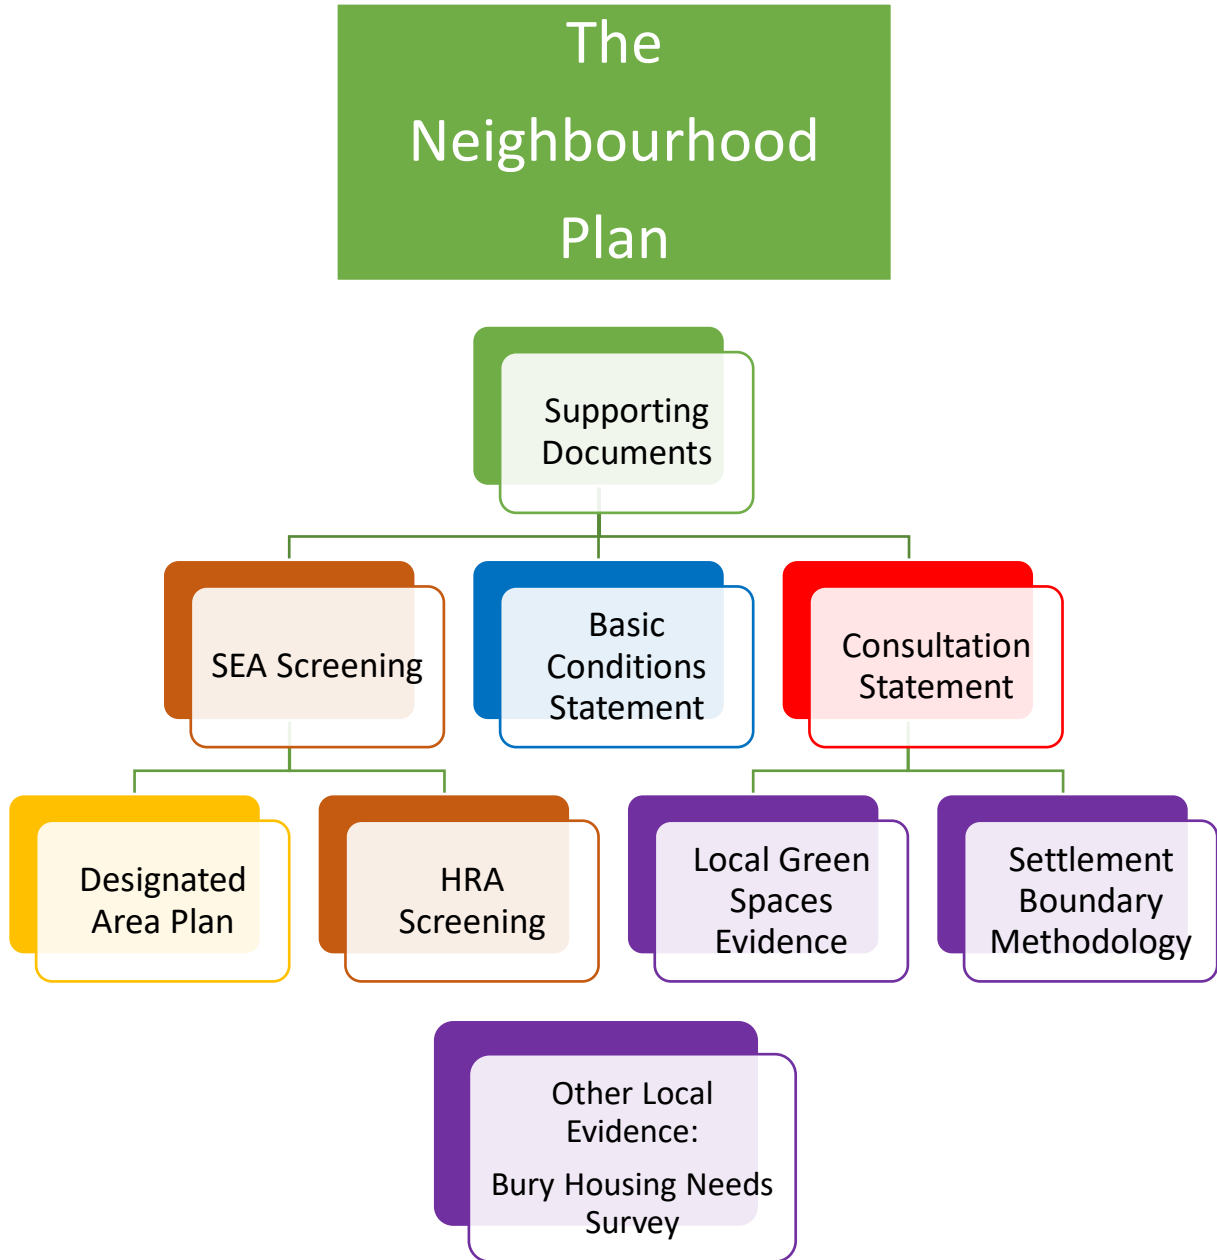 The
Neighbourhood
Plan
Supporting
Documents
SEA Screening
Basic
Conditions
Statement
Consultation
Statement
Designated
Area Plan
HRA
Screening
Local Green
Spaces
Evidence
Settlement
Boundary
Methodology
Other Local
Evidence:
Bury Housing Needs
Survey